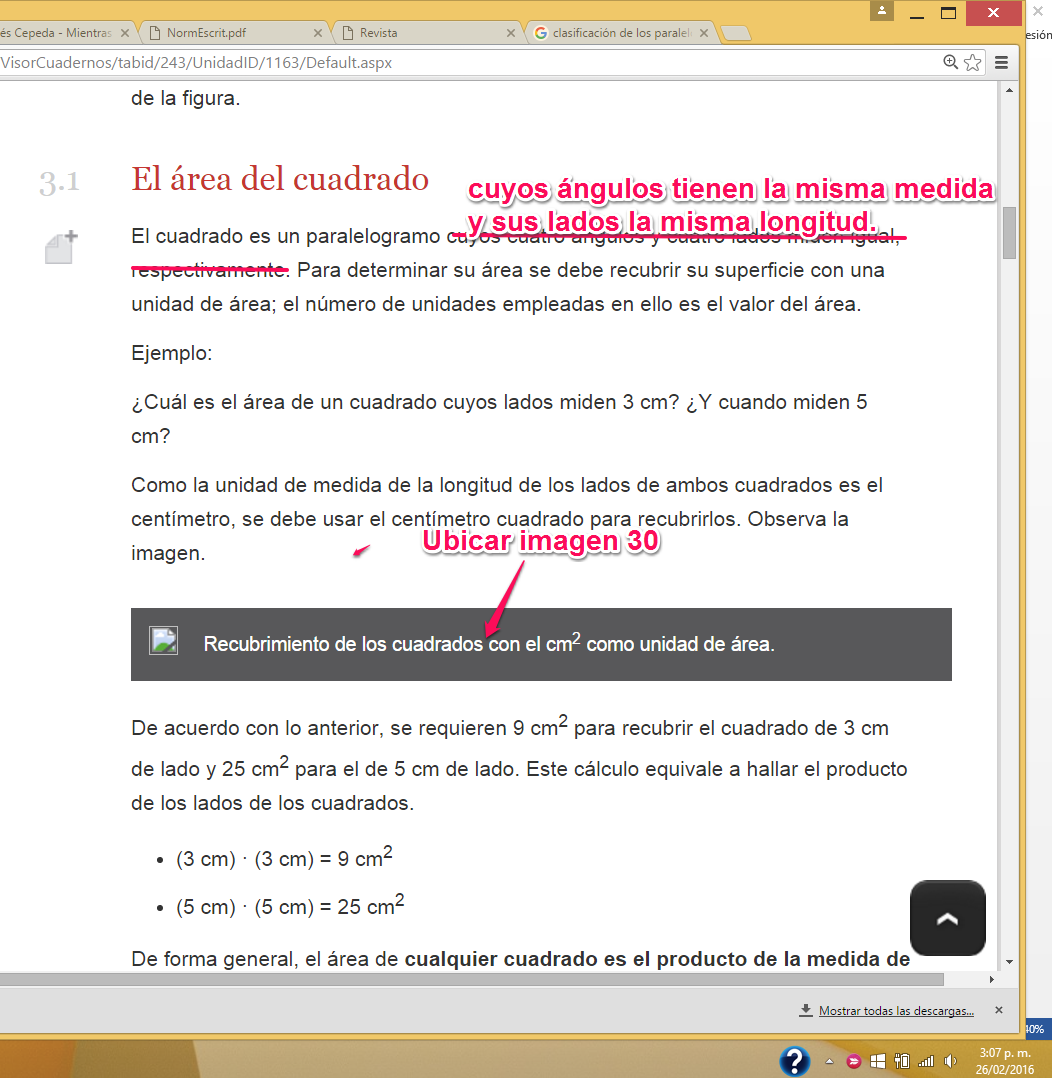 és Cepeda - Mientras
NormEscrit.pdf
Revista
clasificación de los paralel
esión
VisorCuadernos/tabid/243/UnidadID/1163/Default.aspx
de la figura.
3.1 El área del cuadrado
cuyos ángulos tienen la misma medida
y sus lados la misma longitud.
El cuadrado es un paralelogramo cuyos cuatro ángulos y cuatro lados miden igual,
respectivamente. Para determinar su área se debe recubrir su superficie con una
unidad de área; el número de unidades empleadas en ello es el valor del área.
Ejemplo:
¿Cuál es el área de un cuadrado cuyos lados miden 3 cm? ¿Y cuando miden 5
cm?
Como la unidad de medida de la longitud de los lados de ambos cuadrados es el
centímetro, se debe usar el centímetro cuadrado para recubrirlos. Observa la
imagen.
Ubicar imagen 30
Recubrimiento de los cuadrados con el cm² como unidad de área.
De acuerdo con lo anterior, se requieren 9 cm² para recubrir el cuadrado de 3 cm
de lado y 25 cm² para el de 5 cm de lado. Este cálculo equivale a hallar el producto
de los lados de los cuadrados.
• (3 cm) · (3 cm) = 9 cm²
• (5 cm) · (5 cm) = 25 cm²
De forma general, el área de cualquier cuadrado es el producto de la medida de
Mostrar todas las descargas...
40%
3:07 p. m.
26/02/2016